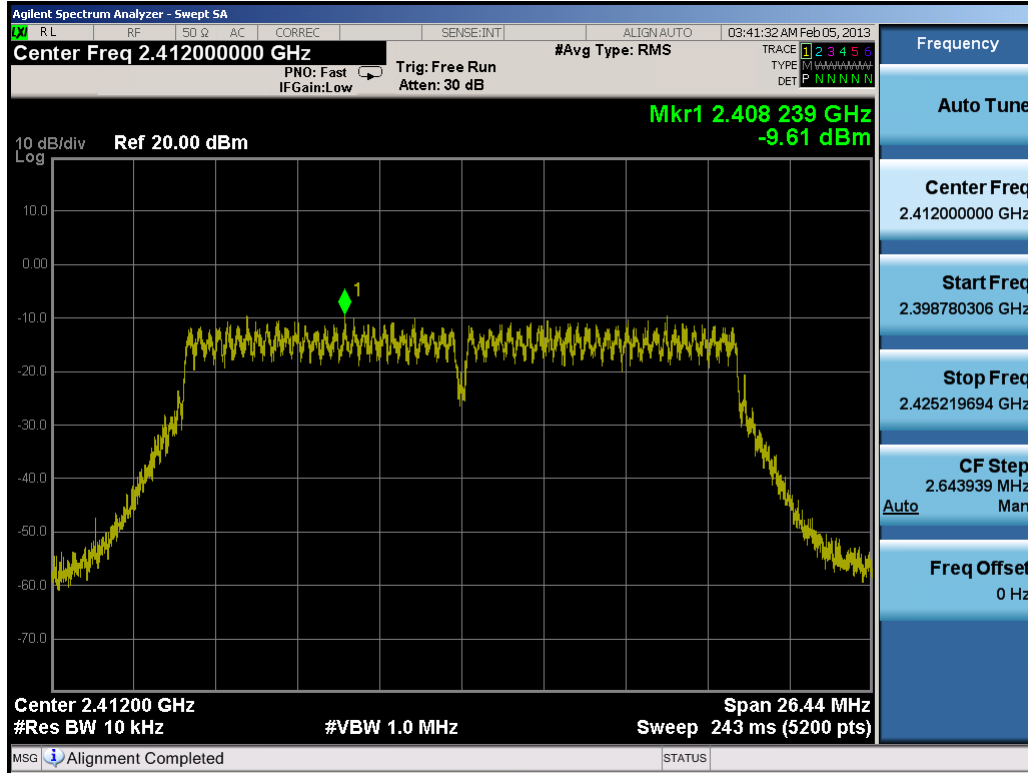 Agilent Spectrum Analyzer - Swept SA
LXI RL RF 50 Ω AC CORREC SENSE:INT ALIGN AUTO 03:41:32 AM Feb 05, 2013
Center Freq 2.412000000 GHz
PNO: Fast
IFGain:Low
Trig: Free Run
Atten: 30 dB
#Avg Type: RMS
TRACE 1 2 3 4 5 6
TYPE M
DET P N N N N N
Mkr1 2.408 239 GHz
-9.61 dBm
10 dB/div Ref 20.00 dBm
Log
10.0
0.00
-10.0
-20.0
-30.0
-40.0
-50.0
-60.0
-70.0
1
Center 2.41200 GHz Span 26.44 MHz
#Res BW 10 kHz #VBW 1.0 MHz Sweep 243 ms (5200 pts)
MSG Alignment Completed STATUS
Frequency
Auto Tune
Center Freq
2.412000000 GHz
Start Freq
2.398780306 GHz
Stop Freq
2.425219694 GHz
CF Step
2.643939 MHz
Auto Man
Freq Offset
0 Hz